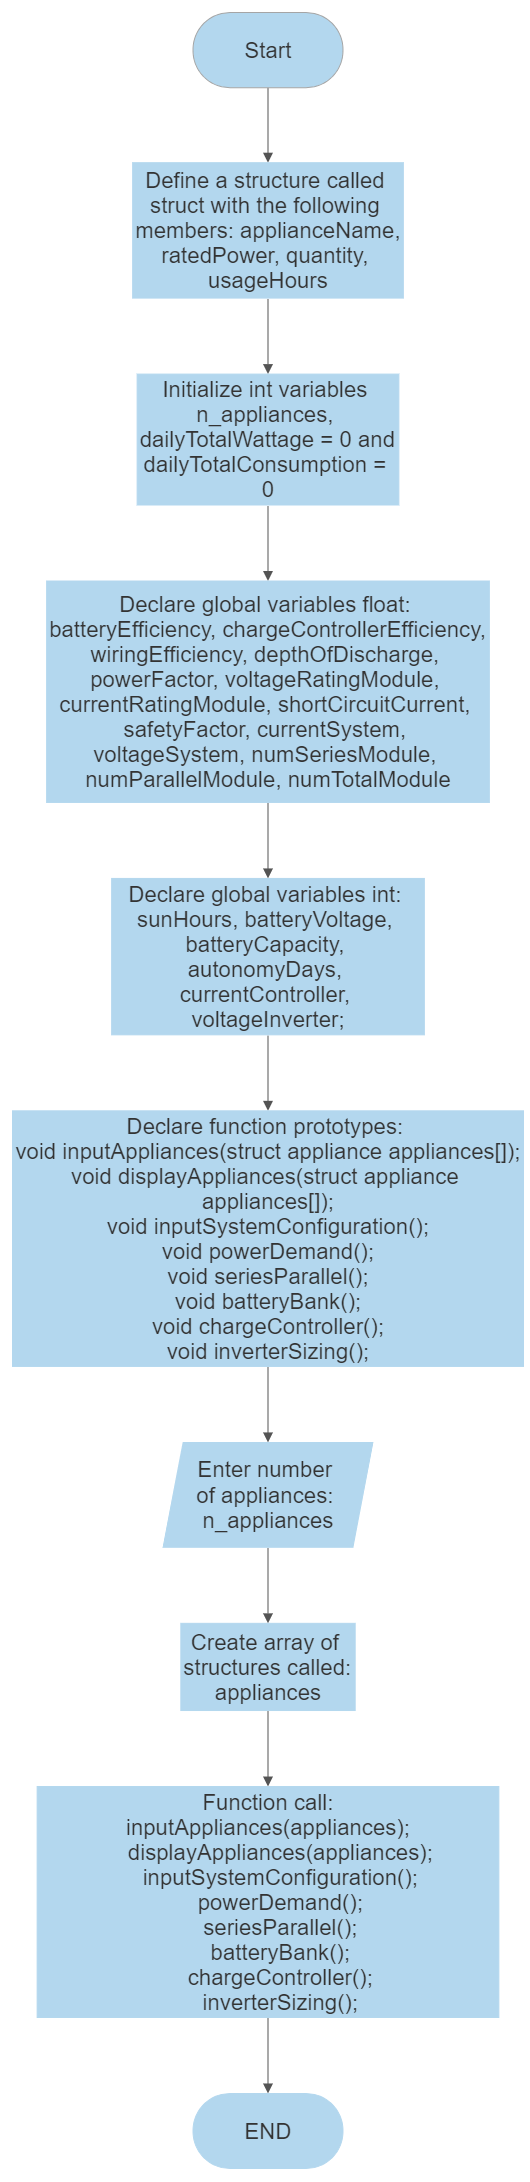 Start
Define a structure called
struct with the following
members: applianceName,
ratedPower, quantity,
usageHours
Initialize int variables
n_appliances,
dailyTotalWattage = 0 and
dailyTotalConsumption =
0
Declare global variables float:
batteryEfficiency, chargeControllerEfficiency,
wiringEfficiency, depthOfDischarge,
powerFactor, voltageRatingModule,
currentRatingModule, shortCircuitCurrent,
safetyFactor, currentSystem,
voltageSystem, numSeriesModule,
numParallelModule, numTotalModule
Declare global variables int:
sunHours, batteryVoltage,
batteryCapacity,
autonomyDays,
currentController,
voltageInverter;
Declare function prototypes:
void inputAppliances(struct appliance appliances[]);
void displayAppliances(struct appliance
appliances[]);
void inputSystemConfiguration();
void powerDemand();
void seriesParallel();
void batteryBank();
void chargeController();
void inverterSizing();
Enter number
of appliances:
n_appliances
Create array of
structures called:
appliances
Function call:
inputAppliances(appliances);
displayAppliances(appliances);
inputSystemConfiguration();
powerDemand();
seriesParallel();
batteryBank();
chargeController();
inverterSizing();
END